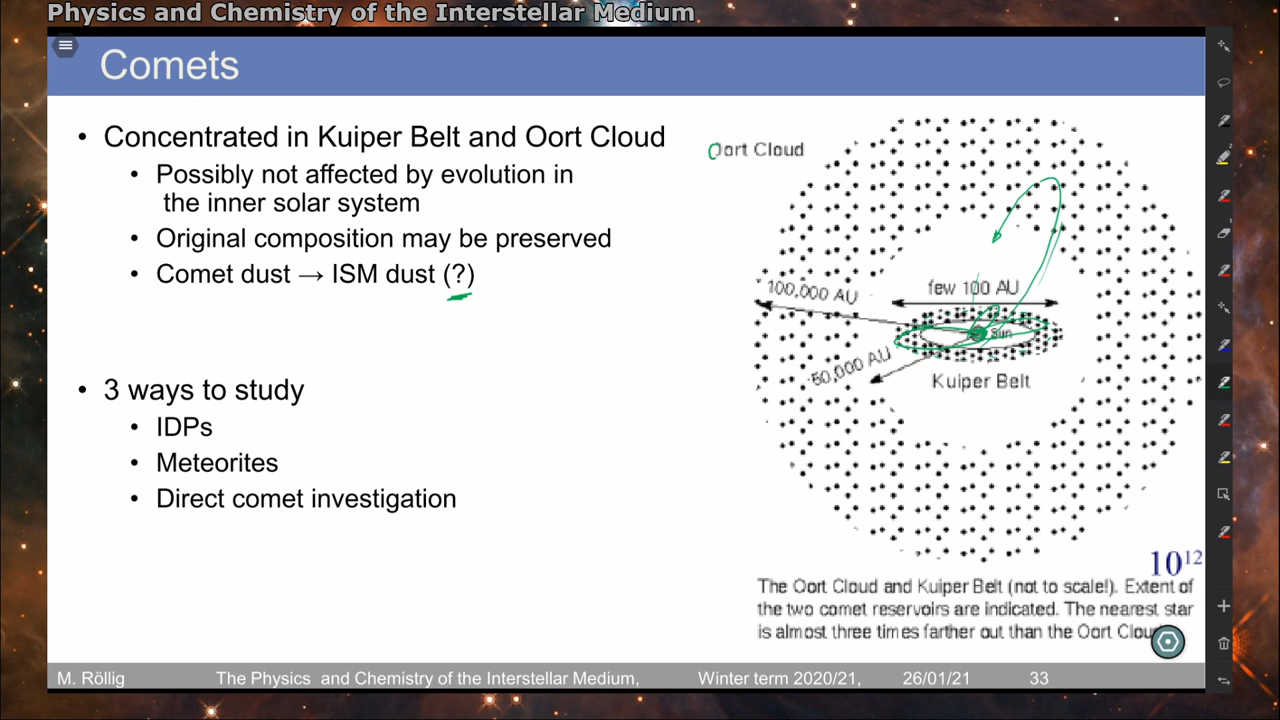 Physics and Chemistry of the Interstellar Medium
Comets
• Concentrated in Kuiper Belt and Oort Cloud
• Possibly not affected by evolution in
the inner solar system
• Original composition may be preserved
• Comet dust → ISM dust (?)
• 3 ways to study
• IDPs
• Meteorites
• Direct comet investigation
Oort Cloud
100,000 AU
few 100 AU
Sun
50,000 AU
Kuiper Belt
10¹²
The Oort Cloud and Kuiper Belt (not to scale!). Extent of
the two comet reservoirs are indicated. The nearest star
is almost three times farther out than the Oort Cloud
M. Röllig The Physics and Chemistry of the Interstellar Medium, Winter term 2020/21, 26/01/21 33